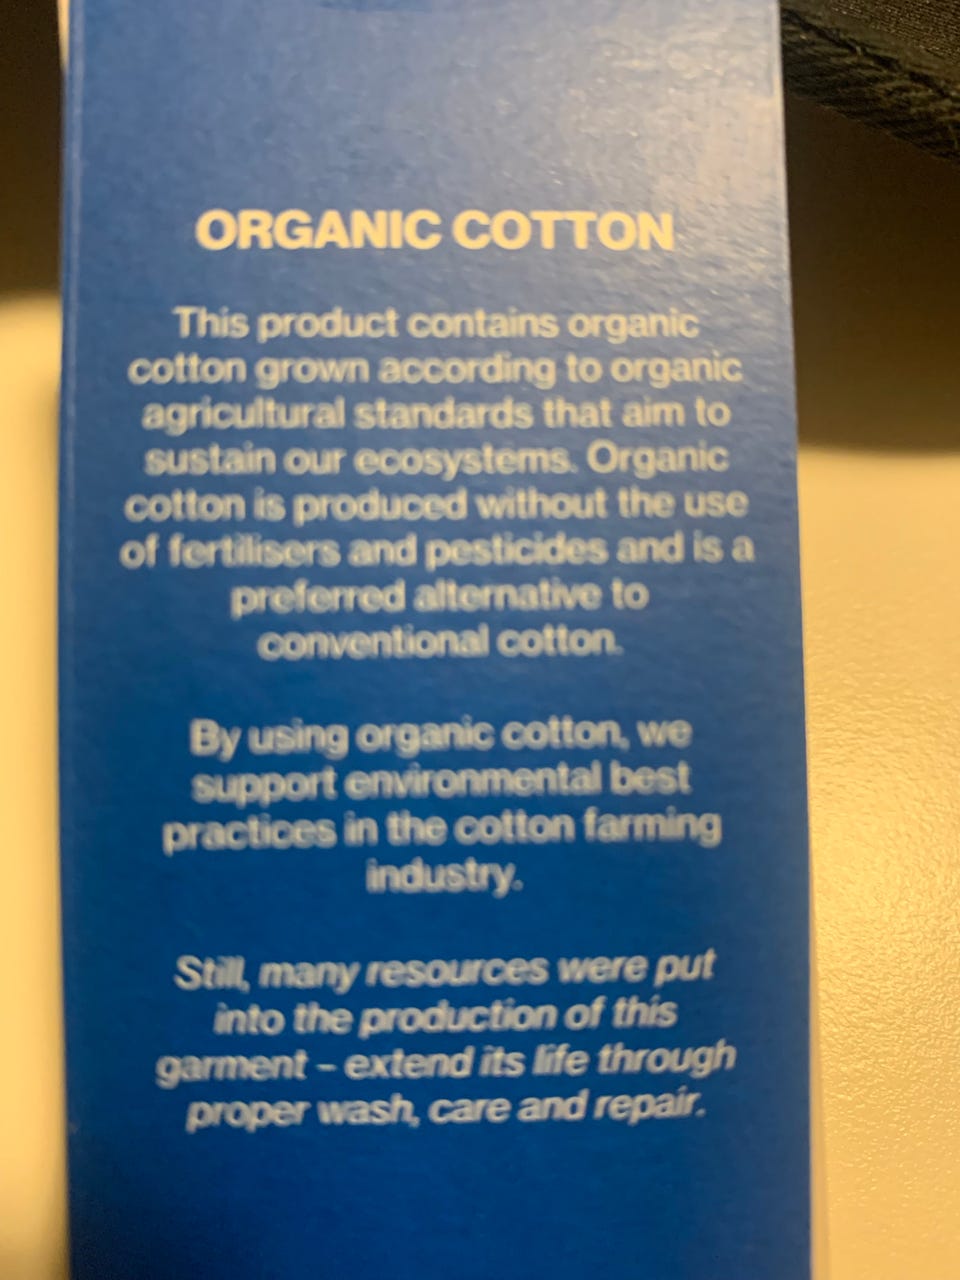 ORGANIC COTTON
This product contains organic
cotton grown according to organic
agricultural standards that aim to
sustain our ecosystems. Organic
cotton is produced without the use
of fertilisers and pesticides and is a
preferred alternative to
conventional cotton.
By using organic cotton, we
support environmental best
practices in the cotton farming
industry.
Still, many resources were put
into the production of this
garment – extend its life through
proper wash, care and repair.